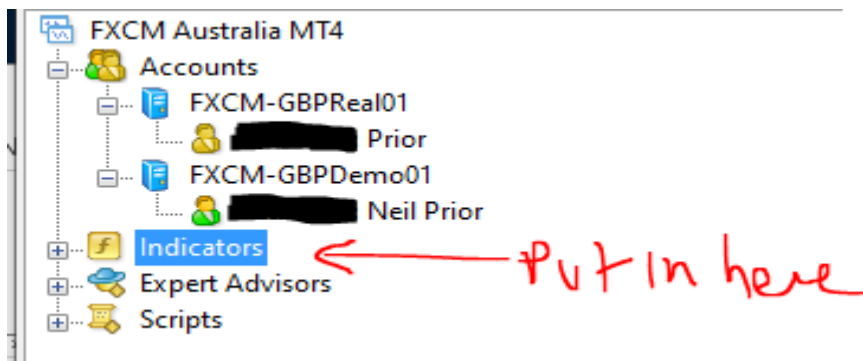 FXCM Australia MT4
Accounts
FXCM-GBPReal01
Prior
FXCM-GBPDemo01
Neil Prior
Indicators
Put in here
Expert Advisors
Scripts